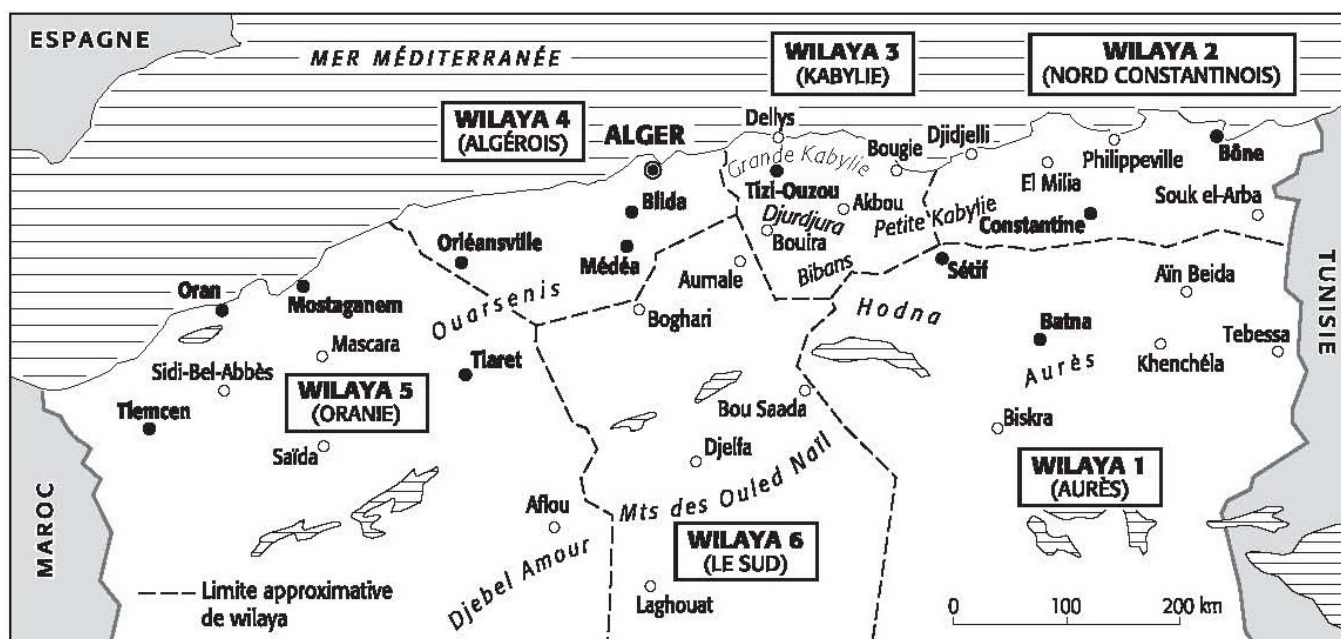 ESPAGNE
MER MÉDITERRANÉE
WILAYA 3
(KABYLIE)
WILAYA 2
(NORD CONSTANTINOIS)
WILAYA 4
(ALGÉROIS)
ALGER
Dellys
Grande Kabylie
Bougie
Djidjelli
Philippeville
Bône
El Milia
Tizi-Ouzou
Blida
Akbou
Djurdjura
Petite Kabylie
Constantine
Souk el-Arba
Orléansville
Médéa
Bouira
Bibans
Aumale
Sétif
Aïn Beida
TUNISIE
Oran
Mostaganem
Ouarsenis
Boghari
Hodna
Batna
Tebessa
Mascara
Tiaret
Khenchéla
Aurès
Sidi-Bel-Abbès
WILAYA 5
(ORANIE)
Bou Saada
Tlemcen
Biskra
Saïda
Djelfa
WILAYA 1
(AURÈS)
Mts des Ouled Naïl
MAROC
Aflou
WILAYA 6
(LE SUD)
Djebel Amour
Laghouat
Limite approximative
de wilaya
0 100 200 km